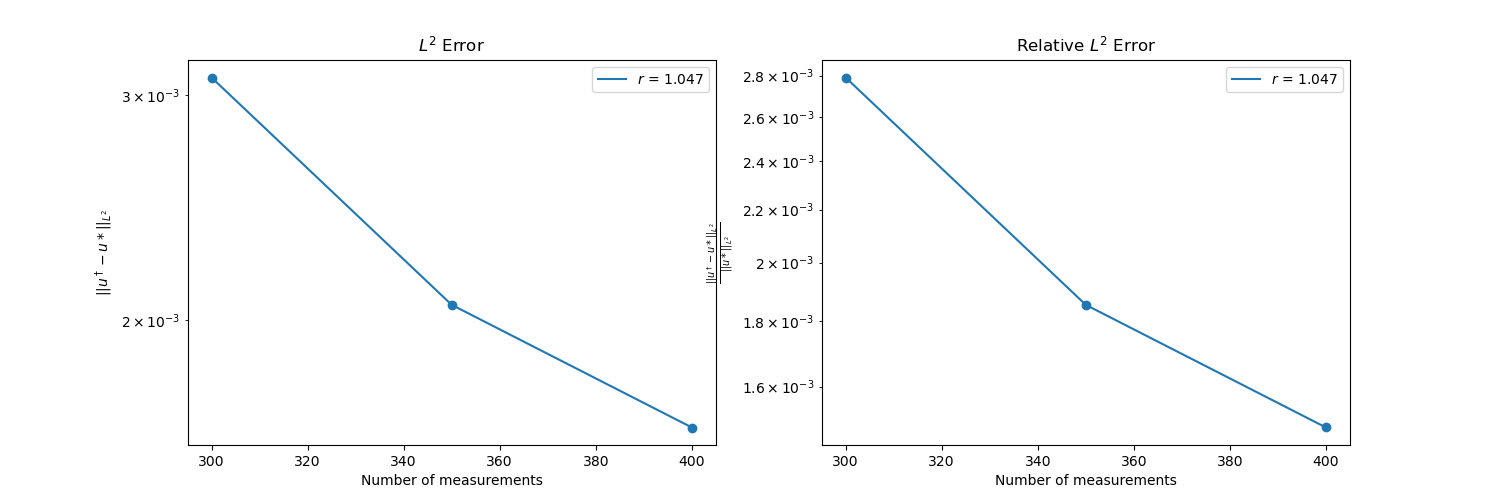 L² Error
r = 1.047
3 × 10⁻³
2 × 10⁻³
||u† − u*||_L²
300 320 340 360 380 400
Number of measurements
Relative L² Error
r = 1.047
2.8 × 10⁻³
2.6 × 10⁻³
2.4 × 10⁻³
2.2 × 10⁻³
2 × 10⁻³
1.8 × 10⁻³
1.6 × 10⁻³
||u† − u*||_L²
||u*||_L²
300 320 340 360 380 400
Number of measurements